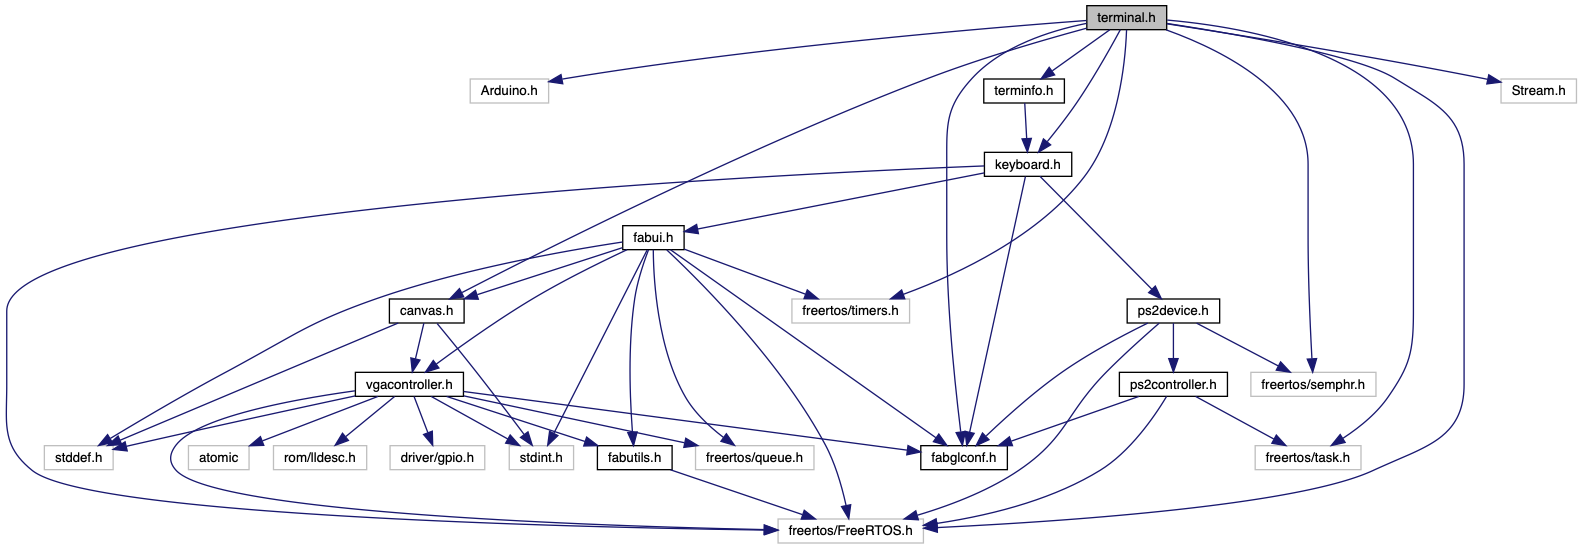 terminal.h
Arduino.h
terminfo.h
Stream.h
keyboard.h
fabui.h
canvas.h
freertos/timers.h
ps2device.h
vgacontroller.h
ps2controller.h
freertos/semphr.h
stddef.h
atomic
rom/lldesc.h
driver/gpio.h
stdint.h
fabutils.h
freertos/queue.h
fabglconf.h
freertos/task.h
freertos/FreeRTOS.h